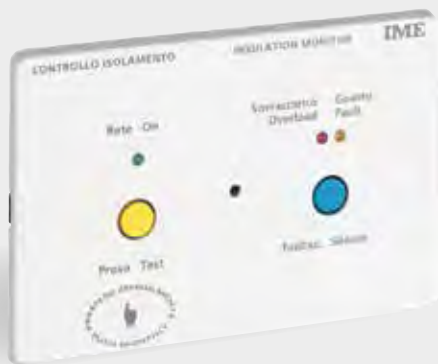 CONTROLLO ISOLAMENTO
INSULATION MONITOR
IME
Rete On
Sovraccarico Guasto
Overload Fault
Prova Test
Tacitaz. Silence